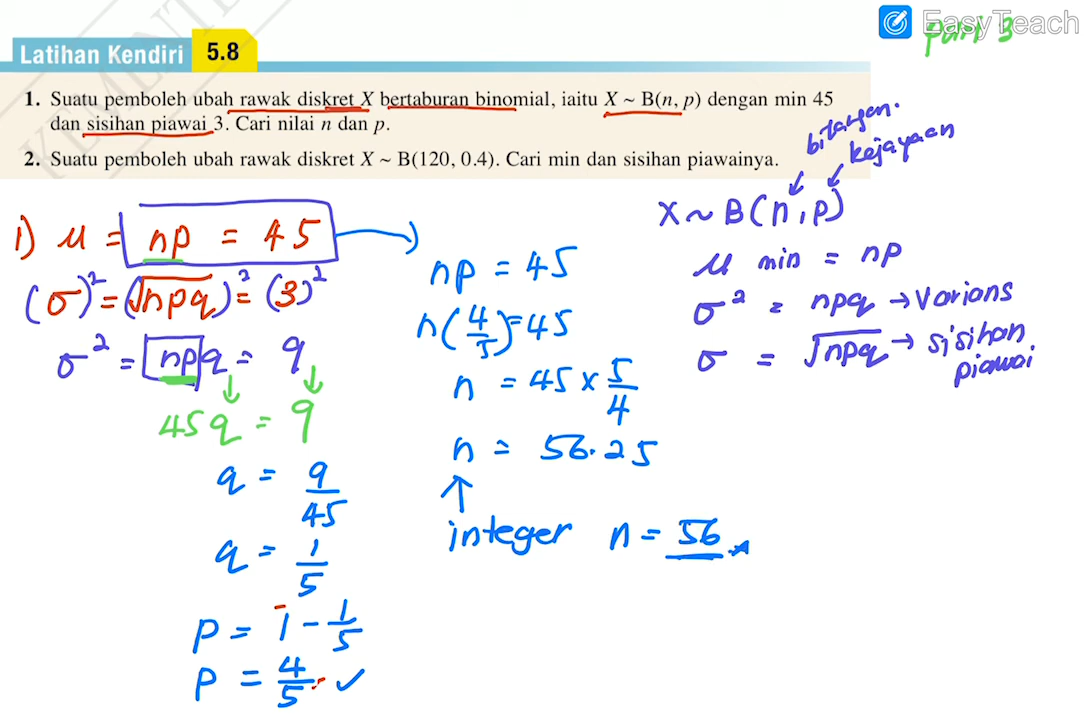 EasyTeach
Part 3
Latihan Kendiri 5.8
1. Suatu pemboleh ubah rawak diskret X bertaburan binomial, iaitu X ~ B(n, p) dengan min 45
dan sisihan piawai 3. Cari nilai n dan p.
2. Suatu pemboleh ubah rawak diskret X ~ B(120, 0.4). Cari min dan sisihan piawainya.
1) μ = np = 45
(σ)² = (√npq)² = (3)²
σ² = npq = 9
45q = 9
q = 9/45
q = 1/5
p = 1 - 1/5
p = 4/5 ✓
np = 45
n(4/5) = 45
n = 45 × 5/4
n = 56.25
↑
integer n = 56
bilangan.
kejayaan
X ~ B(n, p)
μ min = np
σ² = npq → Varians
σ = √npq → sisihan
piawai